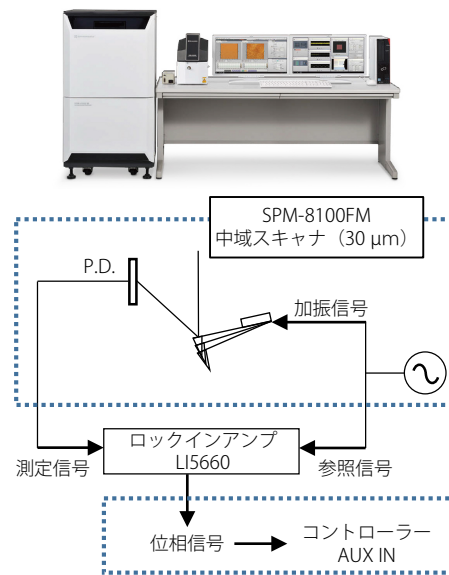 SPM-8100FM
中域スキャナ（30 µm）
P.D.
加振信号
ロックインアンプ
LI5660
測定信号
参照信号
位相信号
コントローラー
AUX IN